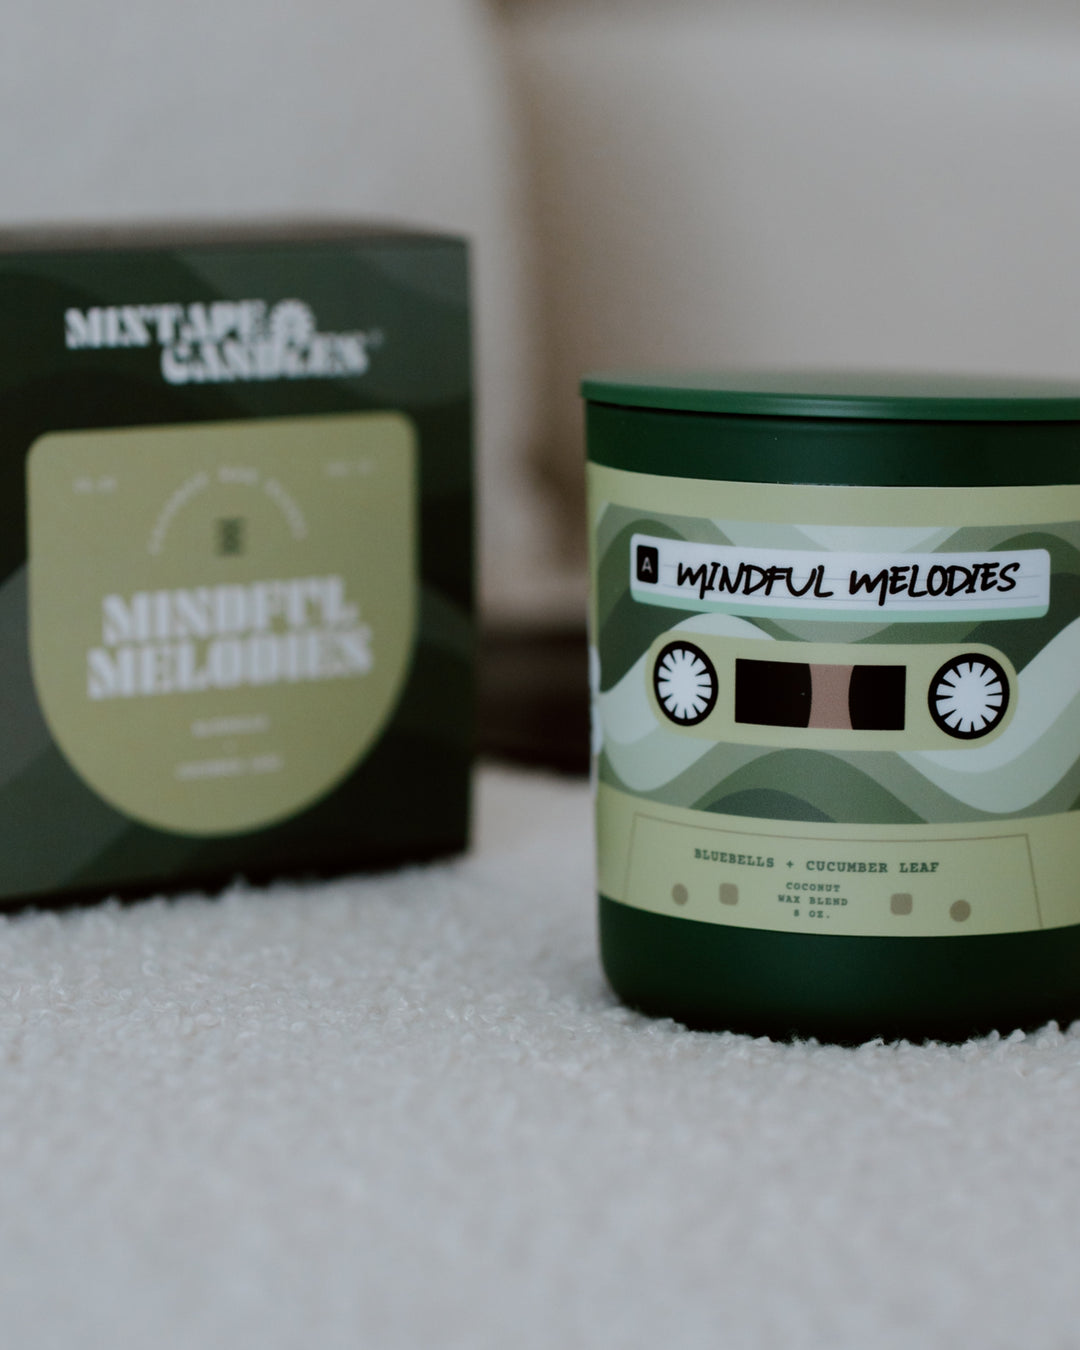 MIXTAPE
CANDLES
MINDFUL
MELODIES
A MINDFUL MELODIES
BLUEBELLS + CUCUMBER LEAF
COCONUT
WAX BLEND
8 OZ.